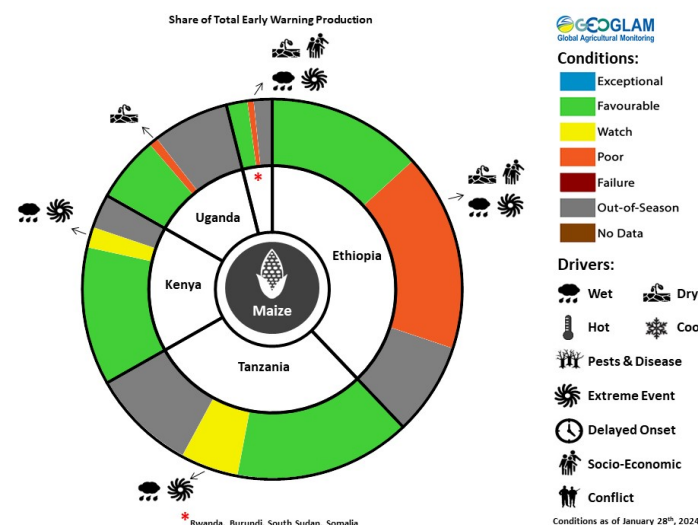 Share of Total Early Warning Production
GEOGLAM
Global Agricultural Monitoring
Conditions:
Exceptional
Favourable
Watch
Poor
Failure
Out-of-Season
No Data
Drivers:
Wet
Dry
Hot
Coo
Pests & Disease
Extreme Event
Delayed Onset
Socio-Economic
Conflict
Conditions as of January 28th, 2024
Uganda
Ethiopia
Kenya
Maize
Tanzania
*
*Rwanda, Burundi, South Sudan, Somalia